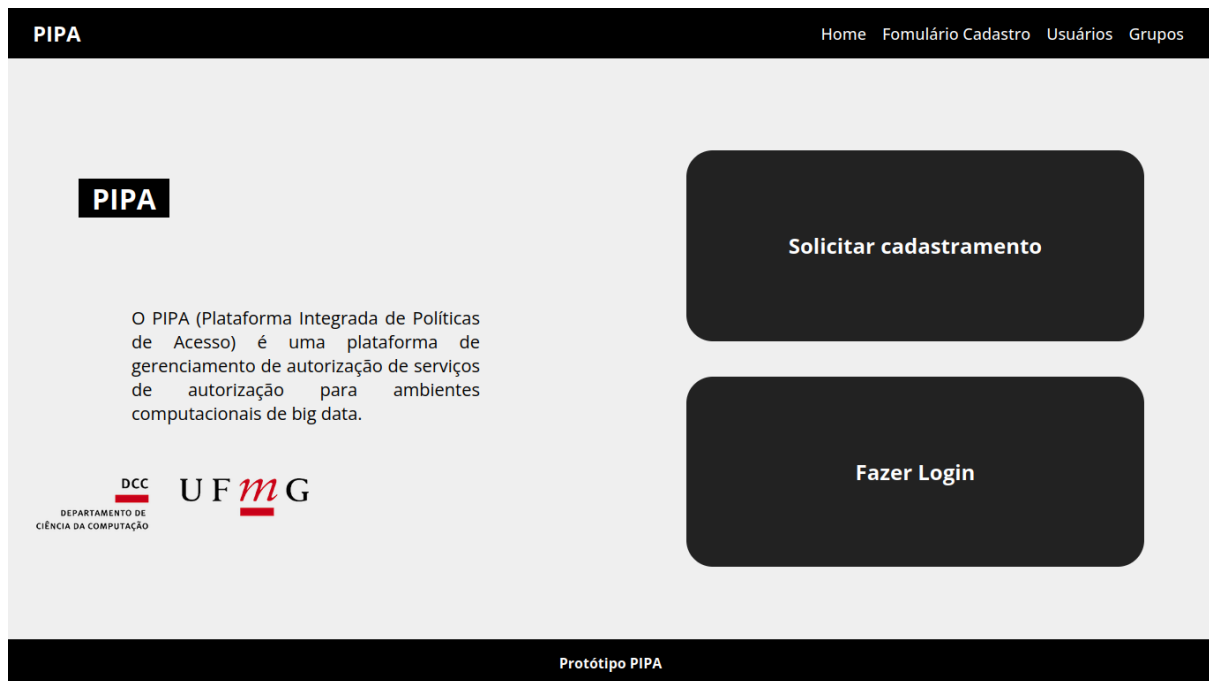 PIPA
Home Fomulário Cadastro Usuários Grupos
PIPA
O PIPA (Plataforma Integrada de Políticas
de Acesso) é uma plataforma de
gerenciamento de autorização de serviços
de autorização para ambientes
computacionais de big data.
DCC
DEPARTAMENTO DE
CIÊNCIA DA COMPUTAÇÃO
UFmG
Solicitar cadastramento
Fazer Login
Protótipo PIPA